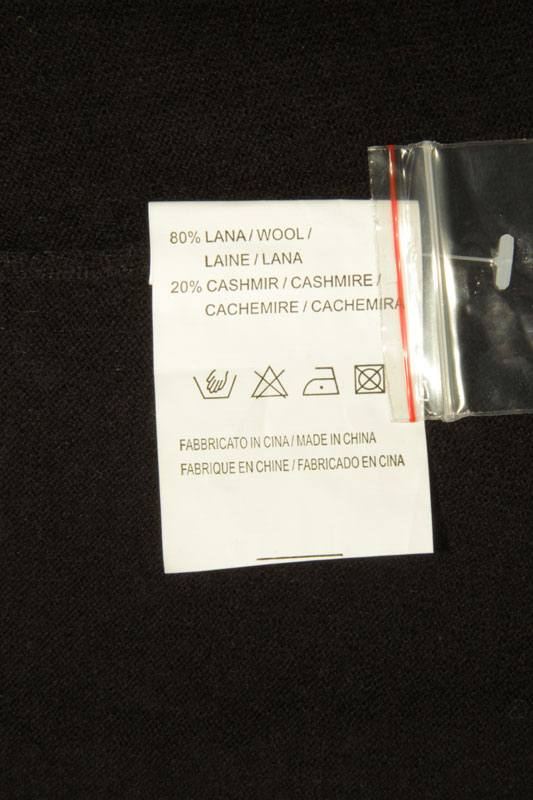 80% LANA / WOOL /
LAINE / LANA
20% CASHMIR / CASHMIRE /
CACHEMIRE / CACHEMIRA
FABBRICATO IN CINA / MADE IN CHINA
FABRIQUE EN CHINE / FABRICADO EN CINA